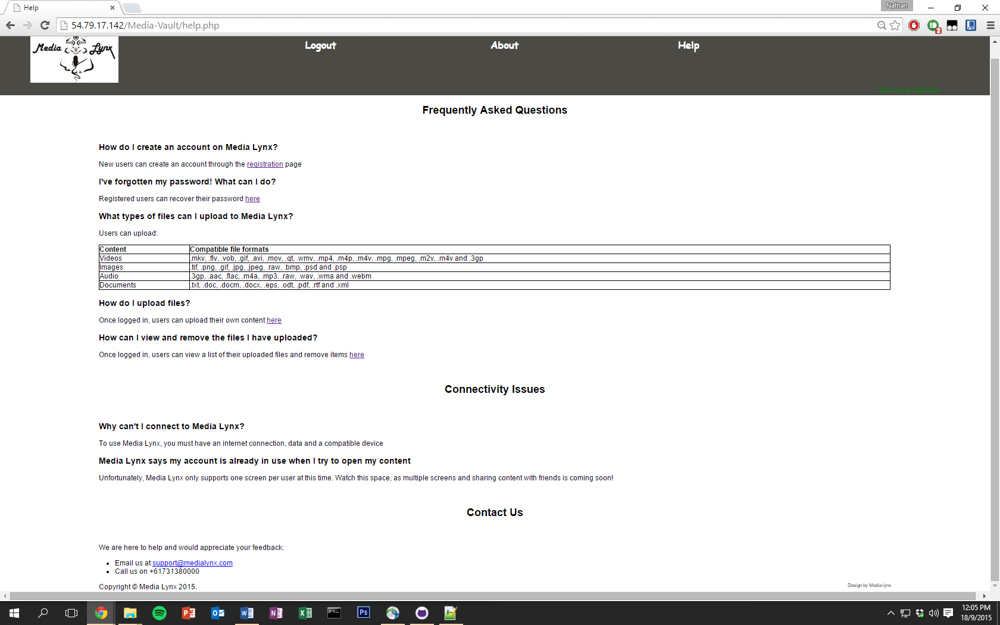 Help
Nathan
54.79.17.142/Media-Vault/help.php
2
Media Lynx
Logout
About
Help
Welcome Nathan
Frequently Asked Questions
How do I create an account on Media Lynx?
New users can create an account through the registration page
I've forgotten my password! What can I do?
Registered users can recover their password here
What types of files can I upload to Media Lynx?
Users can upload:
Content Compatible file formats
Videos .mkv, .flv, .vob, .gif, .avi, .mov, .qt, .wmv, .mp4, .m4p, .m4v, .mpg, .mpeg, .m2v, .m4v and .3gp
Images .tif, .png, .gif, .jpg, .jpeg, .raw, .bmp, .psd and .psp
Audio .3gp, .aac, .flac, .m4a, .mp3, .raw, .wav, .wma and .webm
Documents .txt, .doc, .docm, .docx, .eps, .odt, .pdf, .rtf and .xml
How do I upload files?
Once logged in, users can upload their own content here
How can I view and remove the files I have uploaded?
Once logged in, users can view a list of their uploaded files and remove items here
Connectivity Issues
Why can't I connect to Media Lynx?
To use Media Lynx, you must have an internet connection, data and a compatible device
Media Lynx says my account is already in use when I try to open my content
Unfortunately, Media Lynx only supports one screen per user at this time. Watch this space, as multiple screens and sharing content with friends is coming soon!
Contact Us
We are here to help and would appreciate your feedback:
Email us at support@medialynx.com
Call us on +61731380000
Copyright © Media Lynx 2015.
Design by Media lynx
Ps
12:05 PM
18/9/2015